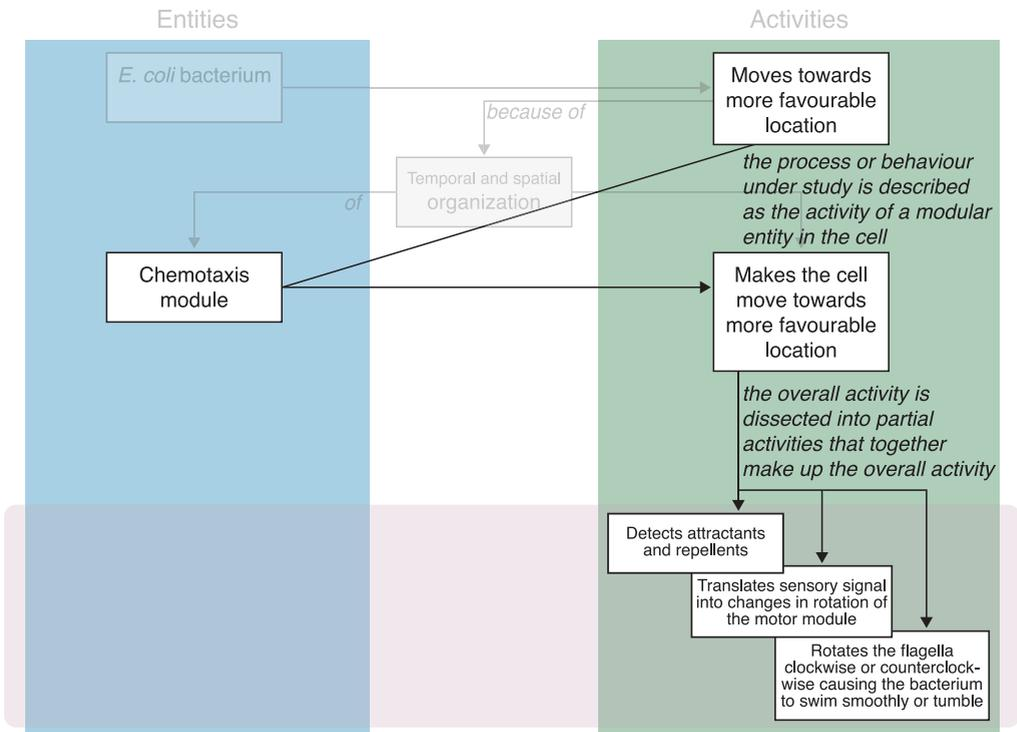 Entities
Activities
E. coli bacterium
Moves towards
more favourable
location
because of
Temporal and spatial
organization
of
the process or behaviour
under study is described
as the activity of a modular
entity in the cell
Chemotaxis
module
Makes the cell
move towards
more favourable
location
the overall activity is
dissected into partial
activities that together
make up the overall activity
Detects attractants
and repellents
Translates sensory signal
into changes in rotation of
the motor module
Rotates the flagella
clockwise or counterclock-
wise causing the bacterium
to swim smoothly or tumble